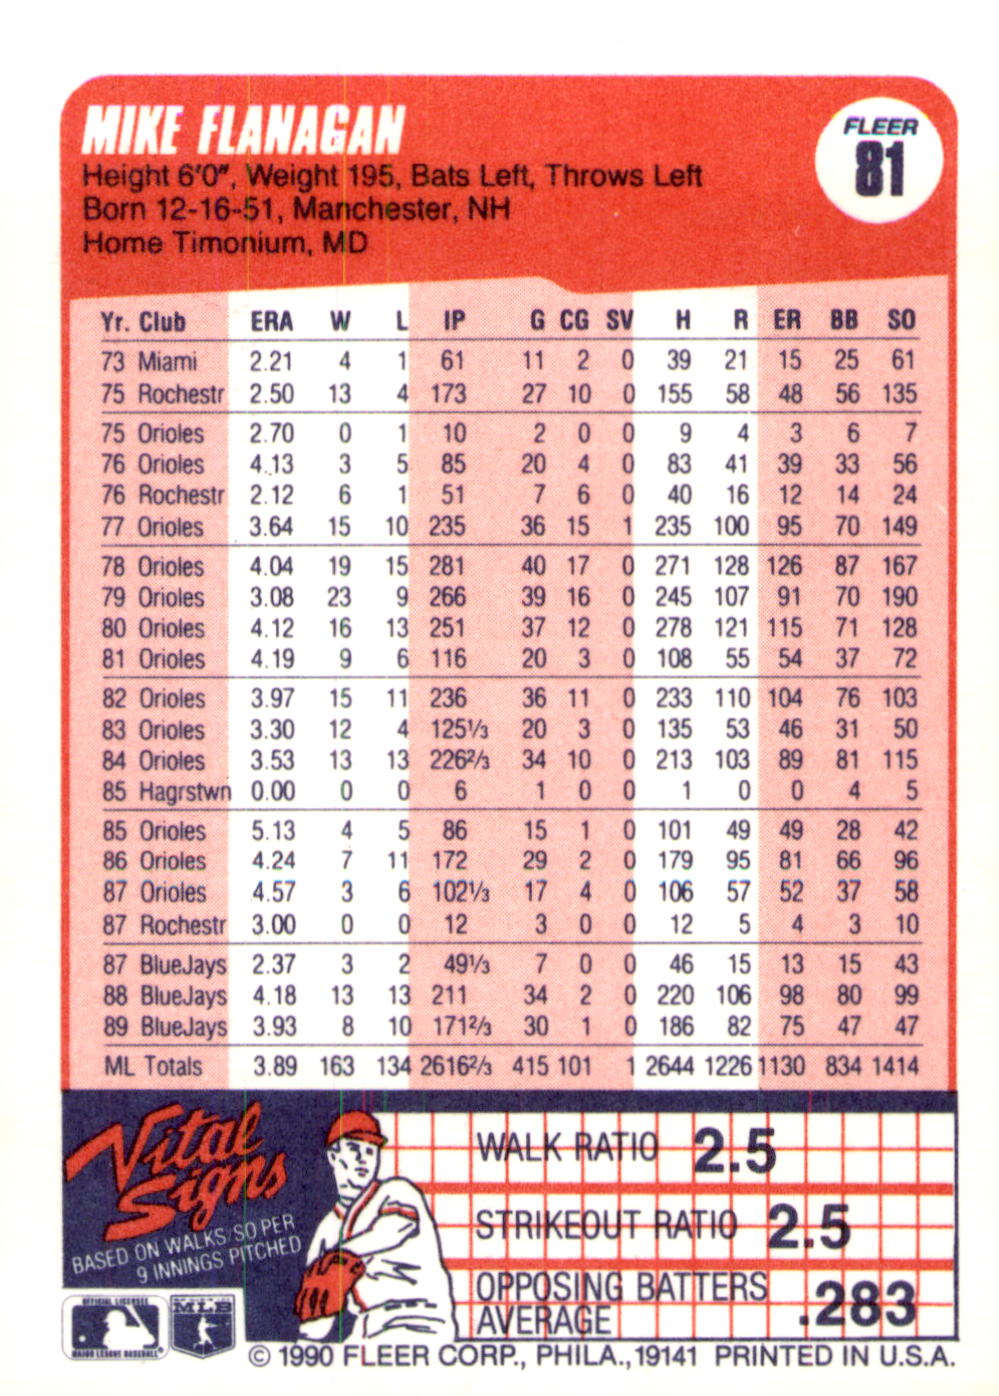 MIKE FLANAGAN
FLEER
81
Height 6'0", Weight 195, Bats Left, Throws Left
Born 12-16-51, Manchester, NH
Home Timonium, MD
Yr. Club ERA W L IP G CG SV H R ER BB SO
73 Miami 2.21 4 1 61 11 2 0 39 21 15 25 61
75 Rochestr 2.50 13 4 173 27 10 0 155 58 48 56 135
75 Orioles 2.70 0 1 10 2 0 0 9 4 3 6 7
76 Orioles 4.13 3 5 85 20 4 0 83 41 39 33 56
76 Rochestr 2.12 6 1 51 7 6 0 40 16 12 14 24
77 Orioles 3.64 15 10 235 36 15 1 235 100 95 70 149
78 Orioles 4.04 19 15 281 40 17 0 271 128 126 87 167
79 Orioles 3.08 23 9 266 39 16 0 245 107 91 70 190
80 Orioles 4.12 16 13 251 37 12 0 278 121 115 71 128
81 Orioles 4.19 9 6 116 20 3 0 108 55 54 37 72
82 Orioles 3.97 15 11 236 36 11 0 233 110 104 76 103
83 Orioles 3.30 12 4 125⅓ 20 3 0 135 53 46 31 50
84 Orioles 3.53 13 13 226⅔ 34 10 0 213 103 89 81 115
85 Hagrstwn 0.00 0 0 6 1 0 0 1 0 0 4 5
85 Orioles 5.13 4 5 86 15 1 0 101 49 49 28 42
86 Orioles 4.24 7 11 172 29 2 0 179 95 81 66 96
87 Orioles 4.57 3 6 102⅓ 17 4 0 106 57 52 37 58
87 Rochestr 3.00 0 0 12 3 0 0 12 5 4 3 10
87 BlueJays 2.37 3 2 49⅓ 7 0 0 46 15 13 15 43
88 BlueJays 4.18 13 13 211 34 2 0 220 106 98 80 99
89 BlueJays 3.93 8 10 171⅔ 30 1 0 186 82 75 47 47
ML Totals 3.89 163 134 2616⅔ 415 101 1 2644 1226 1130 834 1414
Vital
Signs
BASED ON WALKS/SO PER
9 INNINGS PITCHED
WALK RATIO 2.5
STRIKEOUT RATIO 2.5
OPPOSING BATTERS
AVERAGE .283
OFFICIAL LICENSEE
MAJOR LEAGUE BASEBALL
MLB
© 1990 FLEER CORP., PHILA., 19141 PRINTED IN U.S.A.